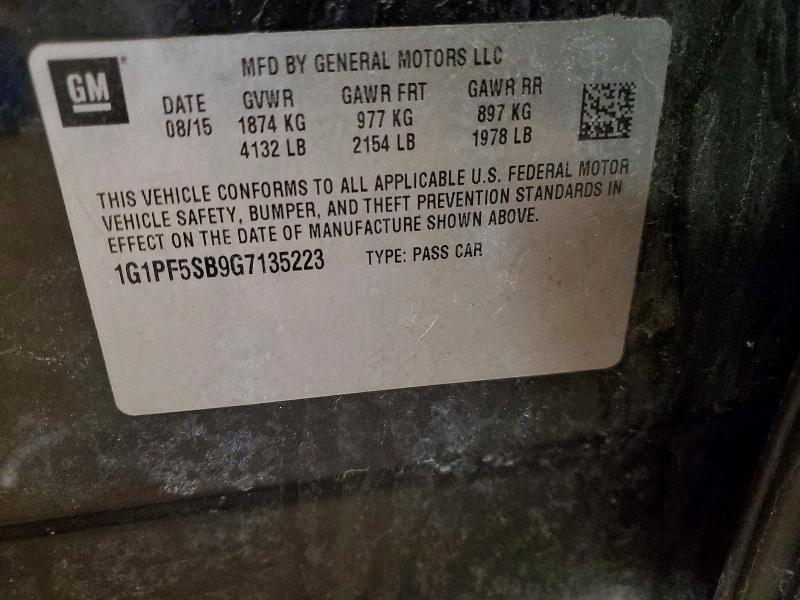 GM
MFD BY GENERAL MOTORS LLC
DATE GVWR GAWR FRT GAWR RR
08/15 1874 KG 977 KG 897 KG
4132 LB 2154 LB 1978 LB
THIS VEHICLE CONFORMS TO ALL APPLICABLE U.S. FEDERAL MOTOR
VEHICLE SAFETY, BUMPER, AND THEFT PREVENTION STANDARDS IN
EFFECT ON THE DATE OF MANUFACTURE SHOWN ABOVE.
1G1PF5SB9G7135223 TYPE: PASS CAR